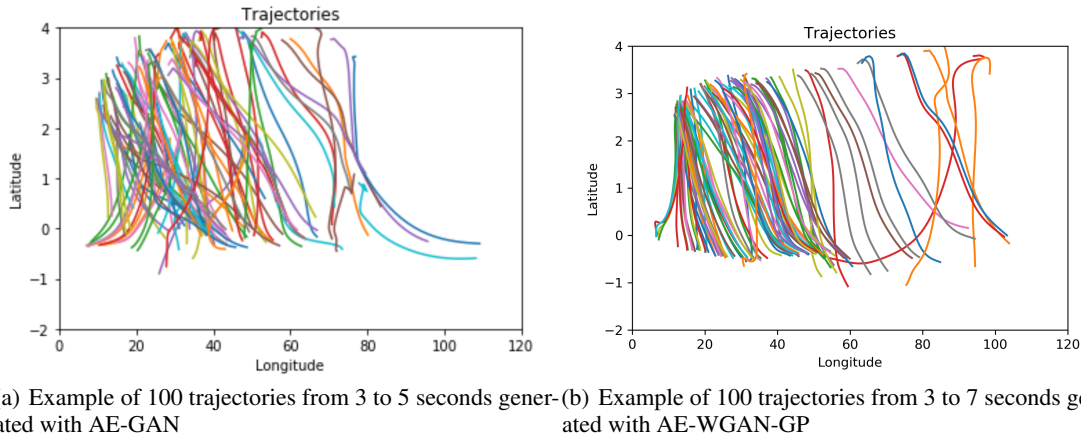 Trajectories
4
3
2
1
0
−1
−2
Latitude
0 20 40 60 80 100 120
Longitude
Trajectories
4
3
2
1
0
−1
−2
Latitude
0 20 40 60 80 100 120
Longitude
a) Example of 100 trajectories from 3 to 5 seconds gener-
ated with AE-GAN
(b) Example of 100 trajectories from 3 to 7 seconds ge
ated with AE-WGAN-GP